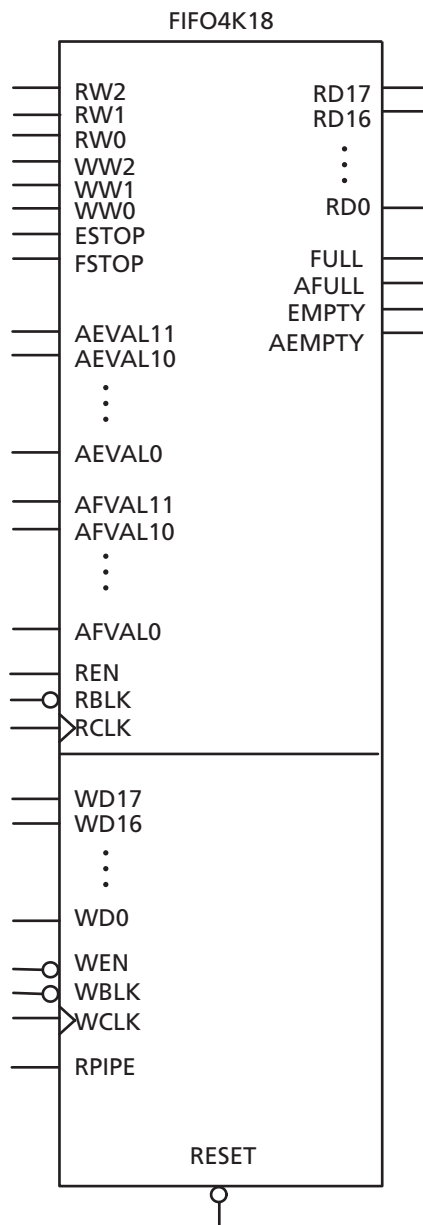 FIFO4K18
RW2
RW1
RW0
WW2
WW1
WW0
ESTOP
FSTOP
AEVAL11
AEVAL10
AEVAL0
AFVAL11
AFVAL10
AFVAL0
REN
RBLK
RCLK
RD17
RD16
RD0
FULL
AFULL
EMPTY
AEMPTY
WD17
WD16
WD0
WEN
WBLK
WCLK
RPIPE
RESET